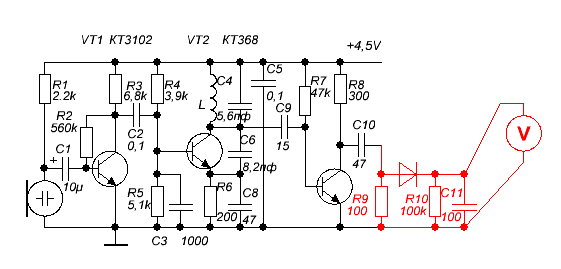 VT1 KT3102 VT2 KT368
+4,5V
R1
2.2k
R3
6,8k
R4
3,9k
C4
L
5,6пф
C5
0,1
R7
47k
R8
300
R2
560k
C2
0,1
C9
15
C10
47
V
+
C1
10µ
C6
8,2пф
R5
5,1k
R6
200
C8
47
R9
100
R10
100k
C11
100
C3 1000